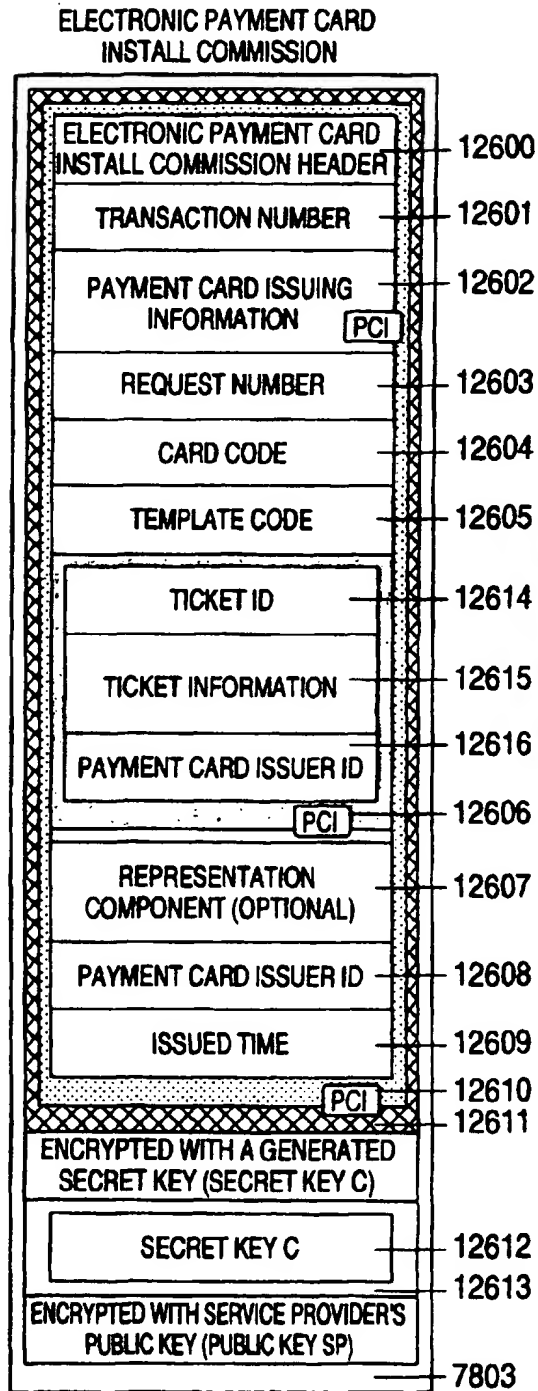 ELECTRONIC PAYMENT CARD
INSTALL COMMISSION
ELECTRONIC PAYMENT CARD
INSTALL COMMISSION HEADER
12600
TRANSACTION NUMBER
12601
PAYMENT CARD ISSUING
INFORMATION
12602
PCI
REQUEST NUMBER
12603
CARD CODE
12604
TEMPLATE CODE
12605
TICKET ID
12614
TICKET INFORMATION
12615
PAYMENT CARD ISSUER ID
12616
PCI
12606
REPRESENTATION
COMPONENT (OPTIONAL)
12607
PAYMENT CARD ISSUER ID
12608
ISSUED TIME
12609
PCI
12610
12611
ENCRYPTED WITH A GENERATED
SECRET KEY (SECRET KEY C)
SECRET KEY C
12612
12613
ENCRYPTED WITH SERVICE PROVIDER'S
PUBLIC KEY (PUBLIC KEY SP)
7803